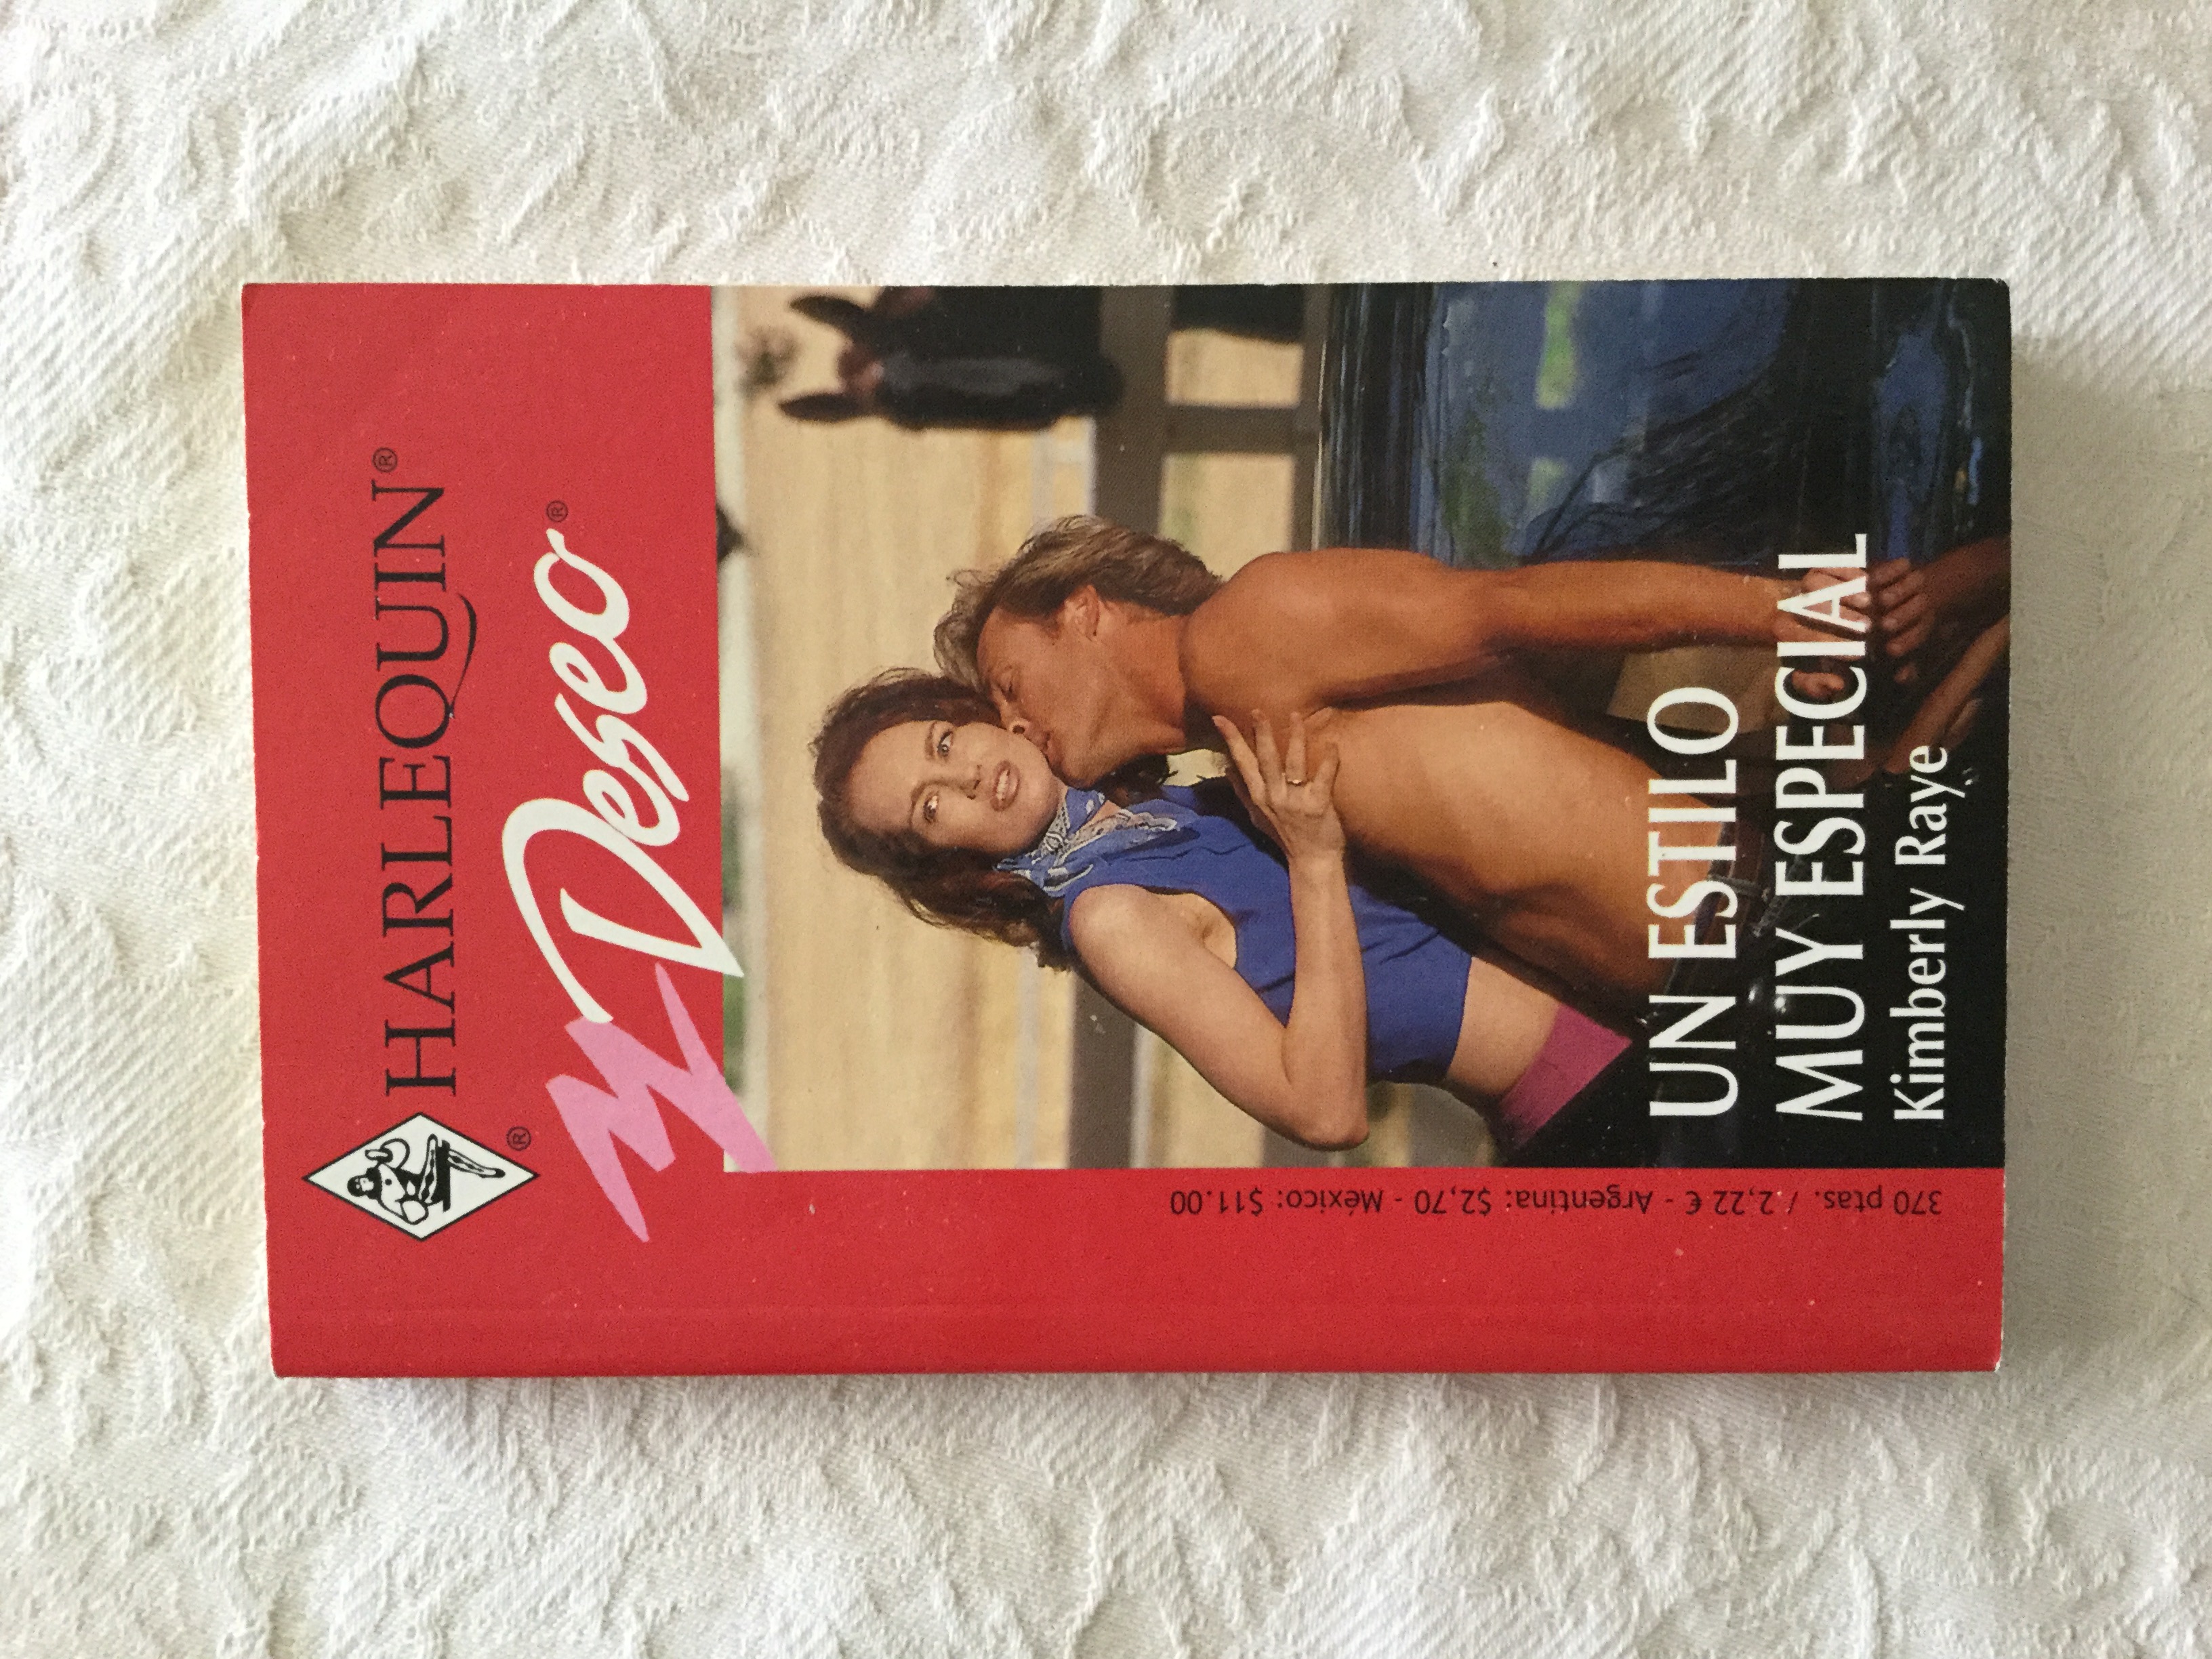 HARLEQUIN®
®
Deseo®
UN ESTILO
MUY ESPECIAL
Kimberly Raye
370 ptas. / 2,22 € - Argentina: $2,70 - México: $11.00